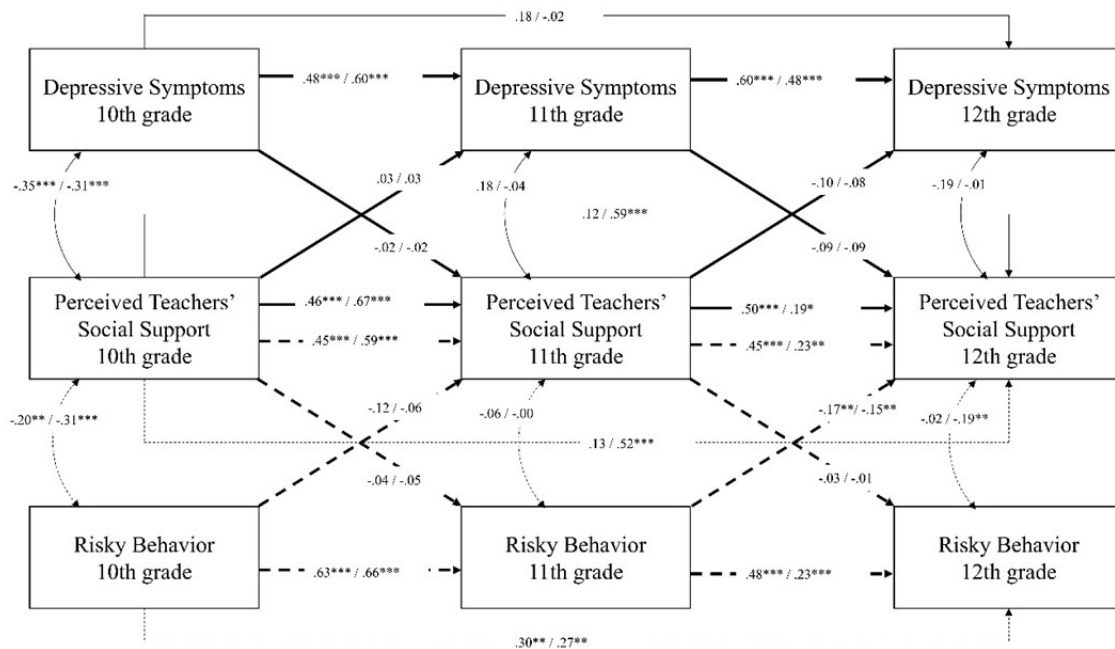 .18 / -.02
Depressive Symptoms
10th grade
.48*** / .60***
Depressive Symptoms
11th grade
.60*** / .48***
Depressive Symptoms
12th grade
-.35*** / -.31***
.03 / .03
.18 / -.04
-.10 / -.08
-.19 / -.01
.12 / .59***
-.02 / -.02
-.09 / -.09
Perceived Teachers'
Social Support
10th grade
.46*** / .67***
.45*** / .59***
Perceived Teachers'
Social Support
11th grade
.50*** / .19*
.45*** / .23**
Perceived Teachers'
Social Support
12th grade
-.20** / -.31***
-.12 / -.06
-.06 / -.00
-.17** / -.15**
-.02 / -.19**
.13 / .52***
-.04 / -.05
-.03 / -.01
Risky Behavior
10th grade
.63*** / .66***
Risky Behavior
11th grade
.48*** / .23***
Risky Behavior
12th grade
.30** / .27**